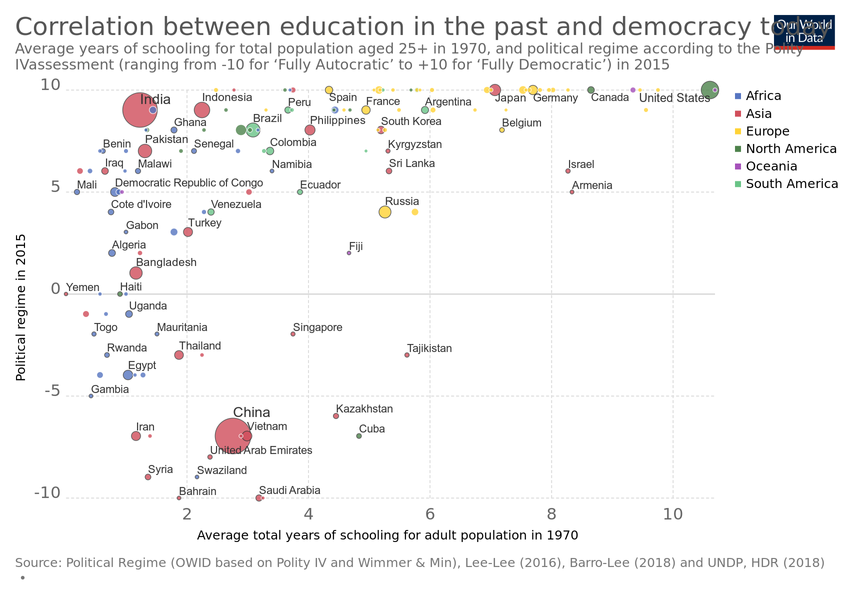 Correlation between education in the past and democracy today
Our World
in Data
Average years of schooling for total population aged 25+ in 1970, and political regime according to the Polity
IVassessment (ranging from -10 for ‘Fully Autocratic’ to +10 for ‘Fully Democratic’) in 2015
10
India
Indonesia
Peru
Spain
France
Argentina
Japan
Germany
Canada
United States
Ghana
Brazil
Philippines
South Korea
Belgium
Benin
Pakistan
Senegal
Colombia
Kyrgyzstan
Iraq
Malawi
Namibia
Sri Lanka
Israel
5
Mali
Democratic Republic of Congo
Ecuador
Armenia
Cote d'Ivoire
Venezuela
Russia
Gabon
Turkey
Algeria
Fiji
Bangladesh
0
Yemen
Haiti
Uganda
Togo
Mauritania
Singapore
Rwanda
Thailand
Tajikistan
Egypt
-5
Gambia
China
Kazakhstan
Iran
Vietnam
Cuba
United Arab Emirates
Syria
Swaziland
-10
Bahrain
Saudi Arabia
2
4
6
8
10
Political regime in 2015
Average total years of schooling for adult population in 1970
Africa
Asia
Europe
North America
Oceania
South America
Source: Political Regime (OWID based on Polity IV and Wimmer & Min), Lee-Lee (2016), Barro-Lee (2018) and UNDP, HDR (2018)
•